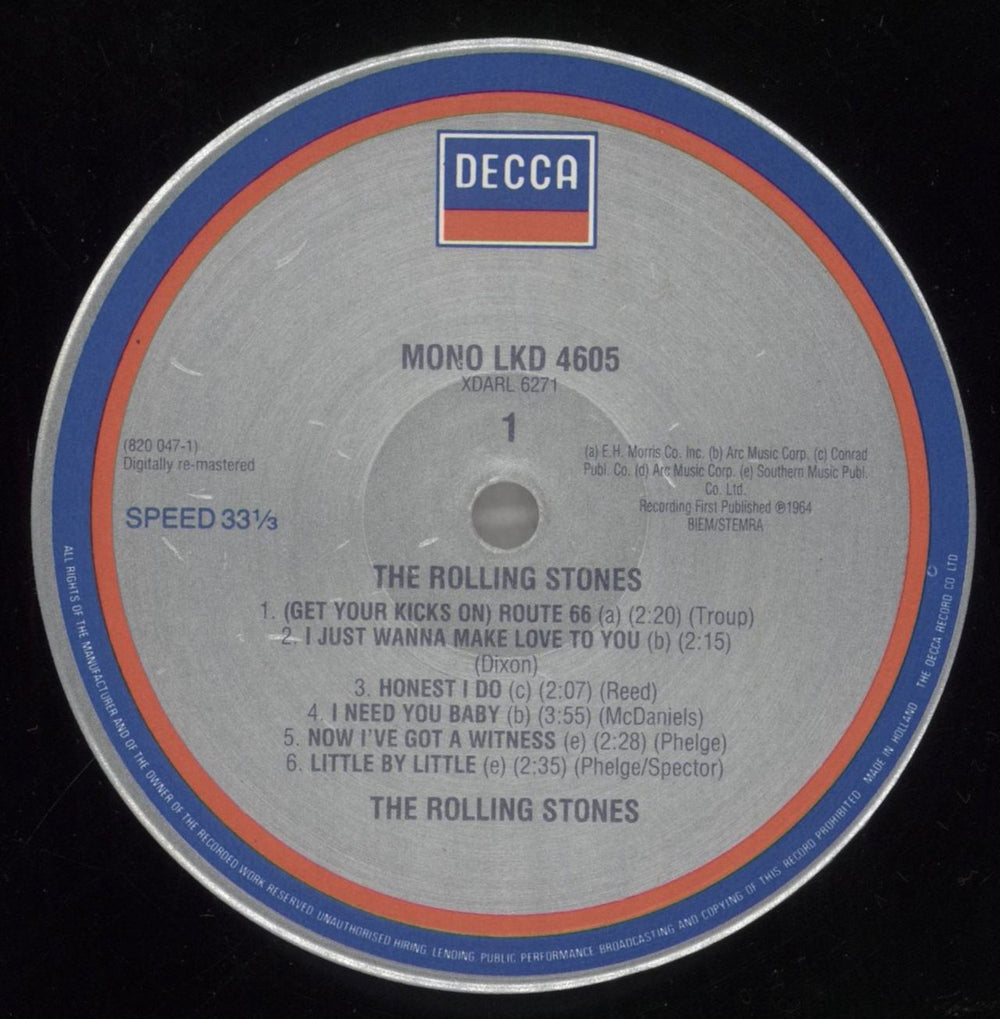 DECCA
MONO LKD 4605
XDARL 6271
1
(820 047-1)
Digitally re-mastered
SPEED 33⅓
(a) E.H. Morris Co. Inc. (b) Arc Music Corp. (c) Conrad
Publ. Co. (d) Arc Music Corp. (e) Southern Music Publ.
Co. Ltd.
Recording First Published ℗1964
BIEM/STEMRA
THE ROLLING STONES
1. (GET YOUR KICKS ON) ROUTE 66 (a) (2:20) (Troup)
2. I JUST WANNA MAKE LOVE TO YOU (b) (2:15)
(Dixon)
3. HONEST I DO (c) (2:07) (Reed)
4. I NEED YOU BABY (b) (3:55) (McDaniels)
5. NOW I'VE GOT A WITNESS (e) (2:28) (Phelge)
6. LITTLE BY LITTLE (e) (2:35) (Phelge/Spector)
THE ROLLING STONES
ALL RIGHTS OF THE MANUFACTURER AND OF THE OWNER OF THE RECORDED WORK RESERVED UNAUTHORISED HIRING LENDING PUBLIC PERFORMANCE BROADCASTING AND COPYING OF THIS RECORD PROHIBITED MADE IN HOLLAND THE DECCA RECORD CO LTD